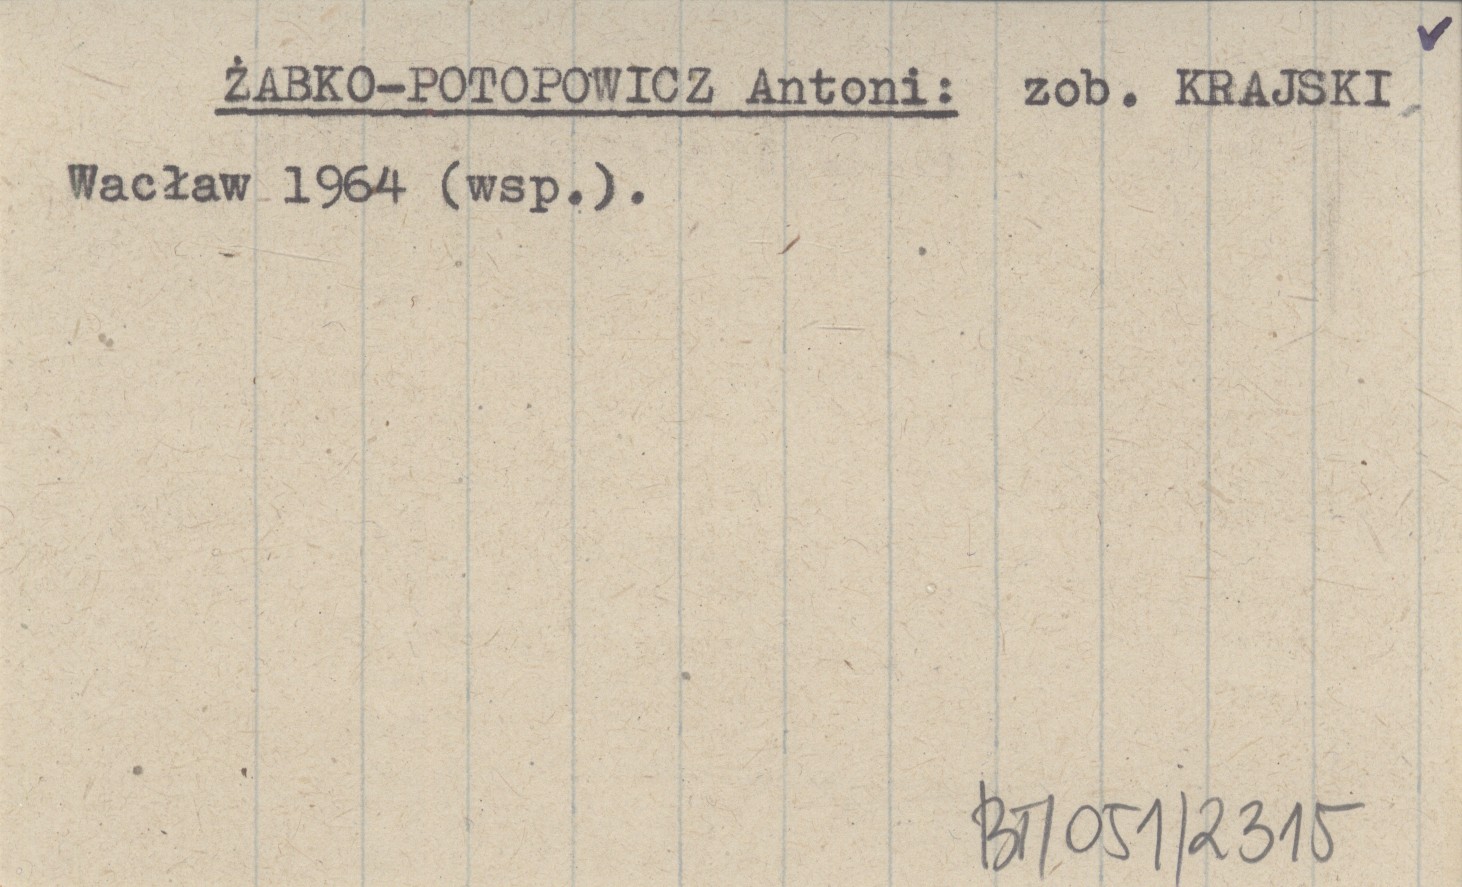 ŻABKO-POTOPOWICZ Antoni: zob. KRAJSKI
Wacław 1964 (wsp.).
BT/051/2315